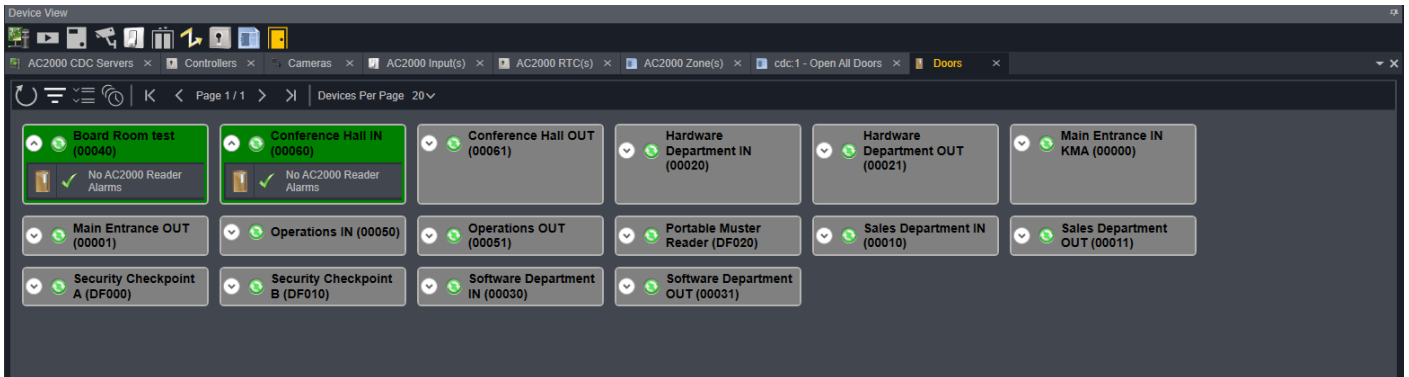 Device View
AC2000 CDC Servers
Controllers
Cameras
AC2000 Input(s)
AC2000 RTC(s)
AC2000 Zone(s)
cdc:1 - Open All Doors
Doors
Page 1 / 1
Devices Per Page 20
Board Room test
(00040)
No AC2000 Reader
Alarms
Conference Hall IN
(00060)
No AC2000 Reader
Alarms
Conference Hall OUT
(00061)
Hardware
Department IN
(00020)
Hardware
Department OUT
(00021)
Main Entrance IN
KMA (00000)
Main Entrance OUT
(00001)
Operations IN (00050)
Operations OUT
(00051)
Portable Muster
Reader (DF020)
Sales Department IN
(00010)
Sales Department
OUT (00011)
Security Checkpoint
A (DF000)
Security Checkpoint
B (DF010)
Software Department
IN (00030)
Software Department
OUT (00031)